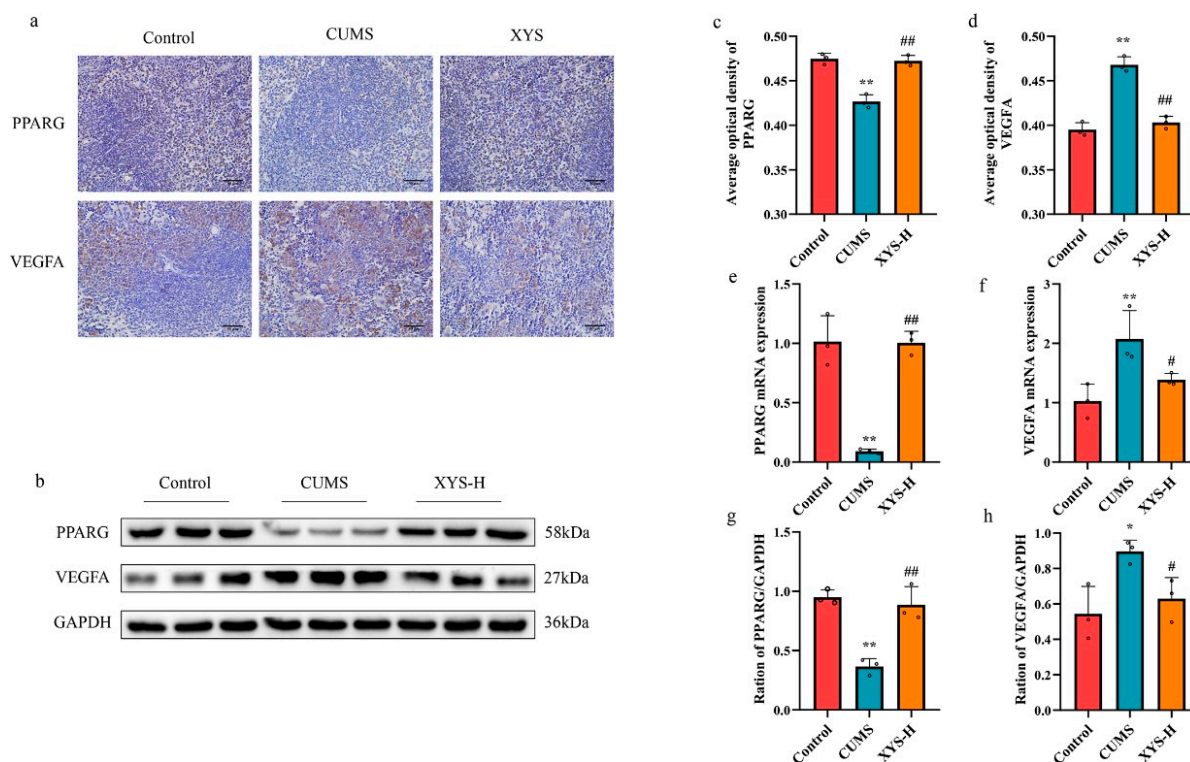 a
Control CUMS XYS
PPARG
VEGFA
b
Control CUMS XYS-H
PPARG 58kDa
VEGFA 27kDa
GAPDH 36kDa
c
Average optical density of
PPARG
0.50
0.45
0.40
0.35
0.30
**
##
Control CUMS XYS-H
d
Average optical density of
VEGFA
0.50
0.45
0.40
0.35
0.30
**
##
Control CUMS XYS-H
e
PPARG mRNA expression
1.5
1.0
0.5
0.0
**
##
Control CUMS XYS-H
f
VEGFA mRNA expression
3
2
1
0
**
#
Control CUMS XYS-H
g
Ration of PPARG/GAPDH
1.5
1.0
0.5
0.0
**
##
Control CUMS XYS-H
h
Ration of VEGFA/GAPDH
1.0
0.8
0.6
0.4
0.2
0.0
*
#
Control CUMS XYS-H